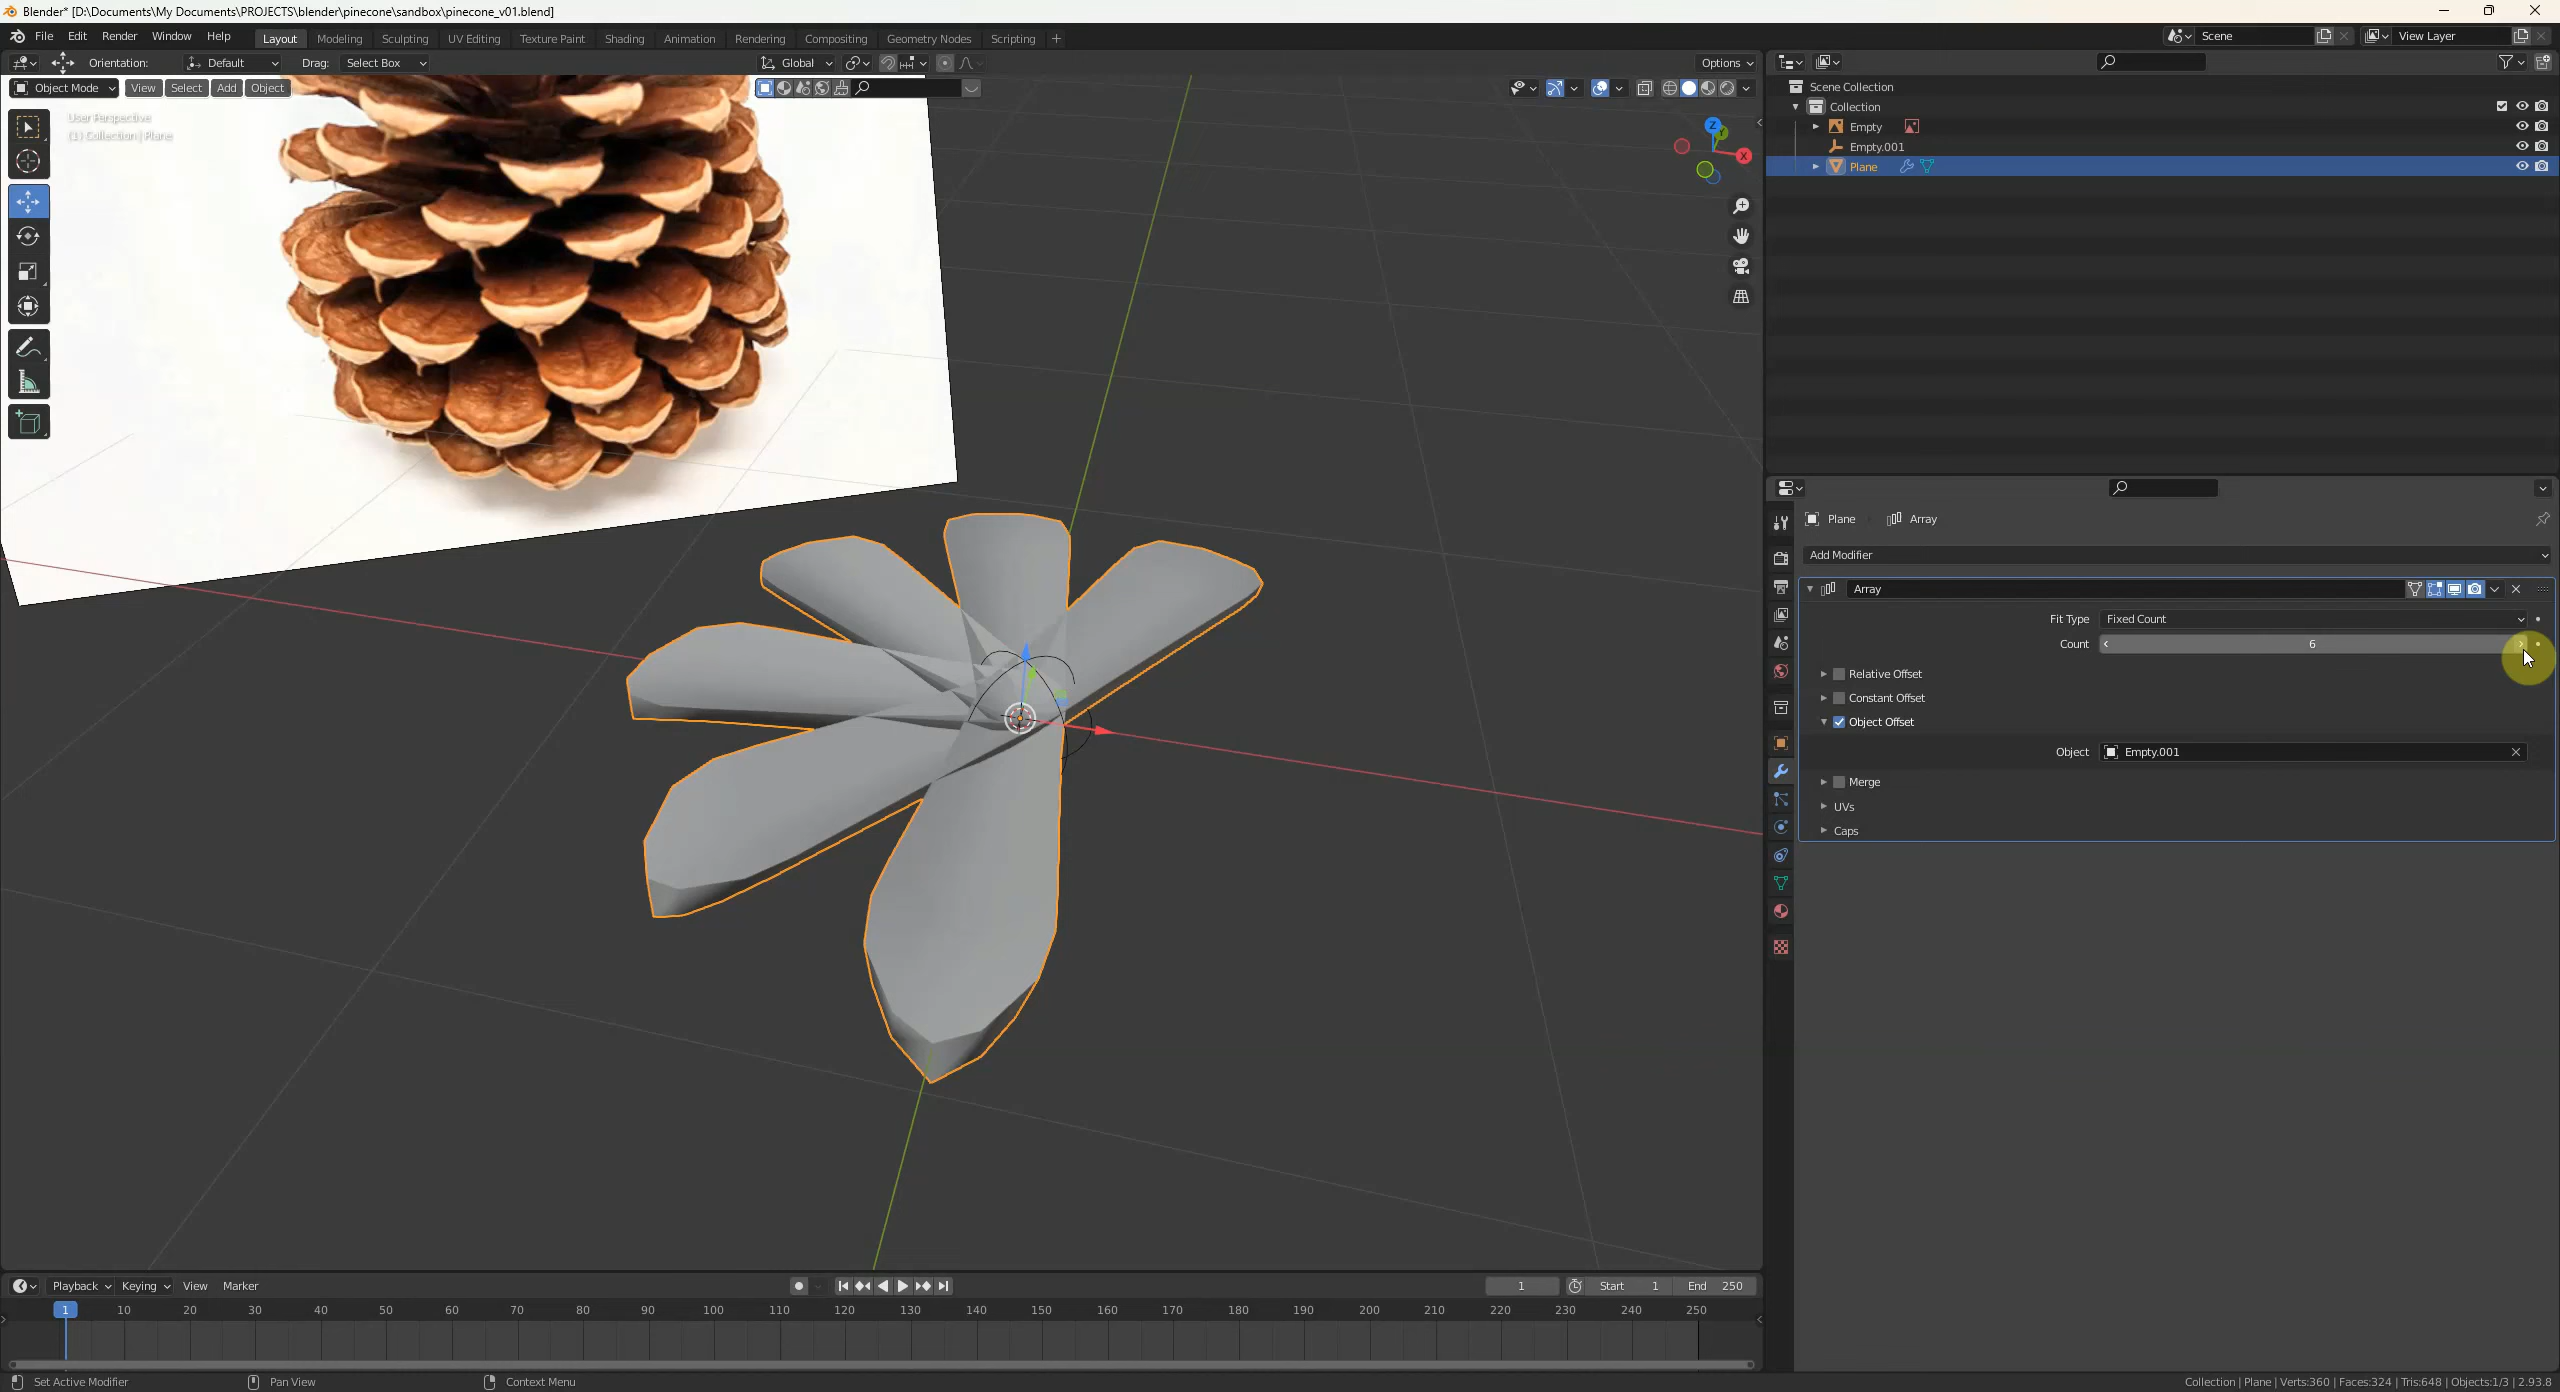 Blender* [D:\Documents\My Documents\PROJECTS\blender\pinecone\sandbox\pinecone_v01.blend]
File Edit Render Window Help Layout Modeling Sculpting UV Editing Texture Paint Shading Animation Rendering Compositing Geometry Nodes Scripting + Scene View Layer
Orientation: Default Drag: Select Box Global Options
Object Mode View Select Add Object
User Perspective
(1) Collection | Plane
Z
Y
X
Scene Collection
Collection
Empty
Empty.001
Plane
Plane Array
Add Modifier
Array
Fit Type Fixed Count
Count 6
Relative Offset
Constant Offset
Object Offset
Object Empty.001
Merge
UVs
Caps
Playback Keying View Marker 1 Start 1 End 250
1 10 20 30 40 50 60 70 80 90 100 110 120 130 140 150 160 170 180 190 200 210 220 230 240 250
Set Active Modifier Pan View Context Menu Collection | Plane | Verts:360 | Faces:324 | Tris:648 | Objects:1/3 | 2.93.8